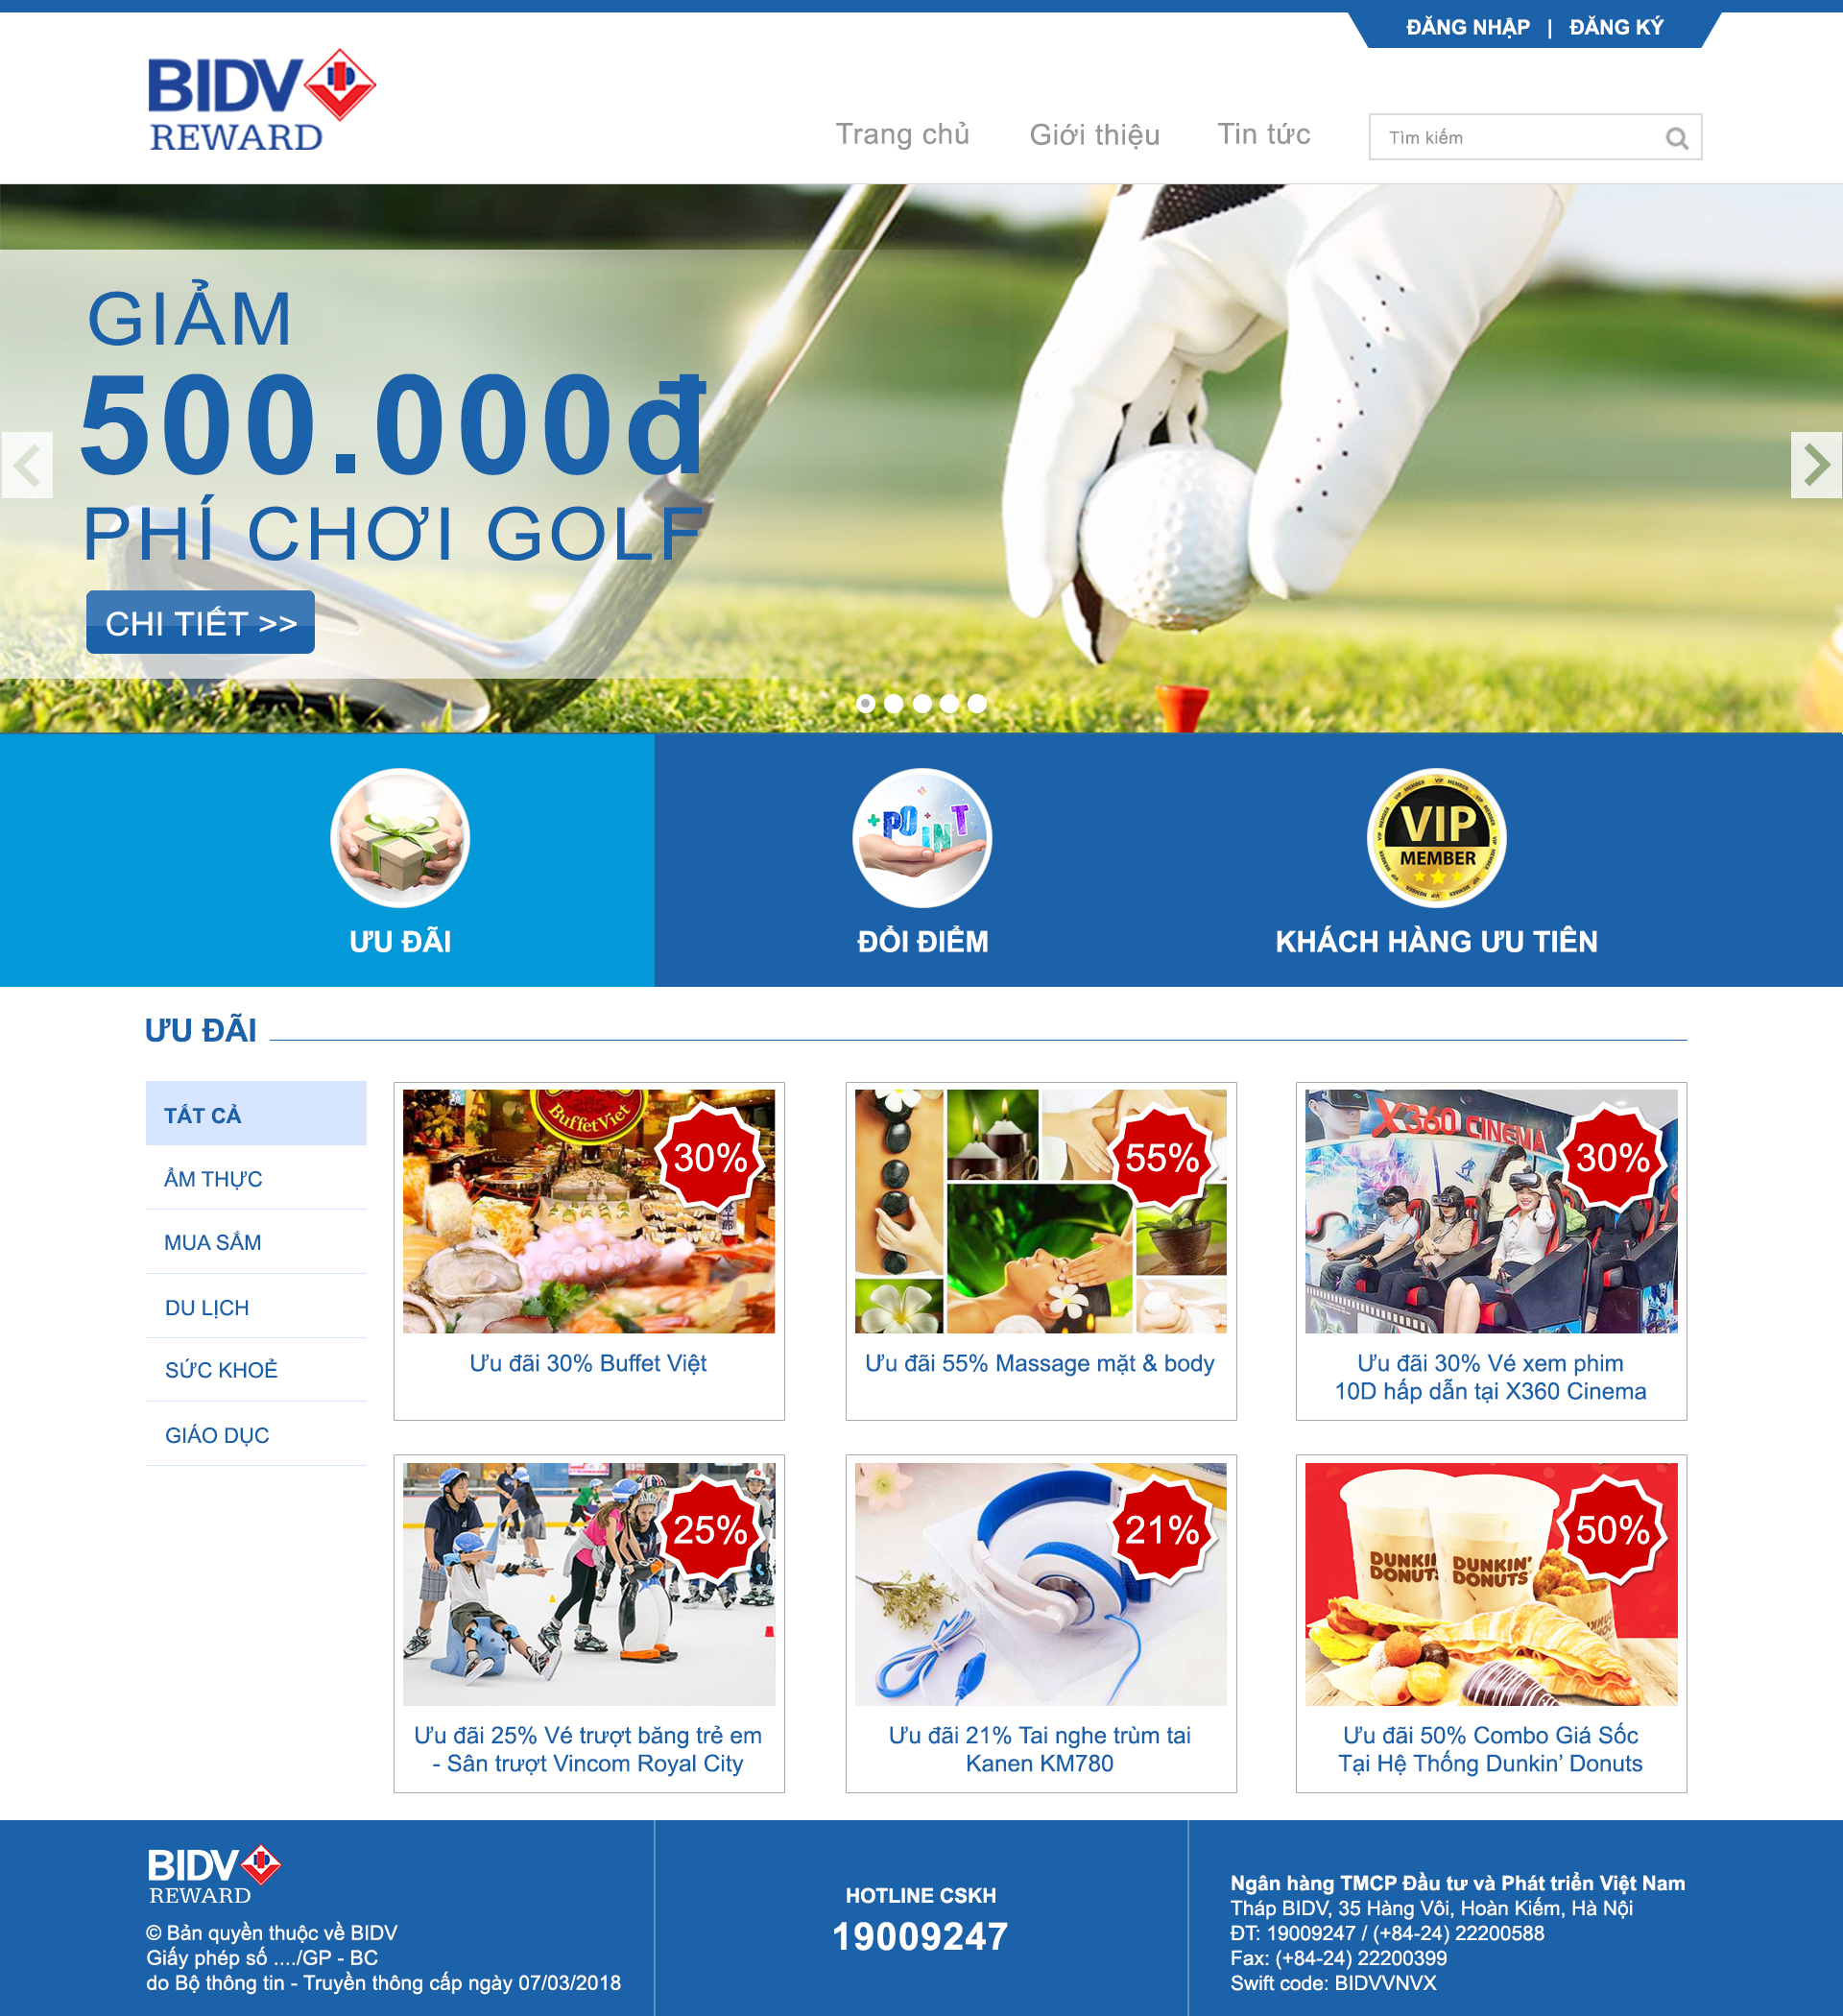 ĐĂNG NHẬP | ĐĂNG KÝ
BIDV
REWARD
Trang chủ
Giới thiệu
Tin tức
Tìm kiếm
GIẢM
500.000đ
PHÍ CHƠI GOLF
CHI TIẾT >>
POINT
VIP
MEMBER
ƯU ĐÃI
ĐỔI ĐIỂM
KHÁCH HÀNG ƯU TIÊN
ƯU ĐÃI
TẤT CẢ
ẨM THỰC
MUA SẮM
DU LỊCH
SỨC KHOẺ
GIÁO DỤC
BuffetViet
30%
Ưu đãi 30% Buffet Việt
55%
Ưu đãi 55% Massage mặt & body
X360 CINEMA
30%
Ưu đãi 30% Vé xem phim
10D hấp dẫn tại X360 Cinema
25%
Ưu đãi 25% Vé trượt băng trẻ em
- Sân trượt Vincom Royal City
21%
Ưu đãi 21% Tai nghe trùm tai
Kanen KM780
50%
DUNKIN'
DONUTS
Ưu đãi 50% Combo Giá Sốc
Tại Hệ Thống Dunkin’ Donuts
BIDV
REWARD
© Bản quyền thuộc về BIDV
Giấy phép số ..../GP - BC
do Bộ thông tin - Truyền thông cấp ngày 07/03/2018
HOTLINE CSKH
19009247
Ngân hàng TMCP Đầu tư và Phát triển Việt Nam
Tháp BIDV, 35 Hàng Vôi, Hoàn Kiếm, Hà Nội
ĐT: 19009247 / (+84-24) 22200588
Fax: (+84-24) 22200399
Swift code: BIDVVNVX